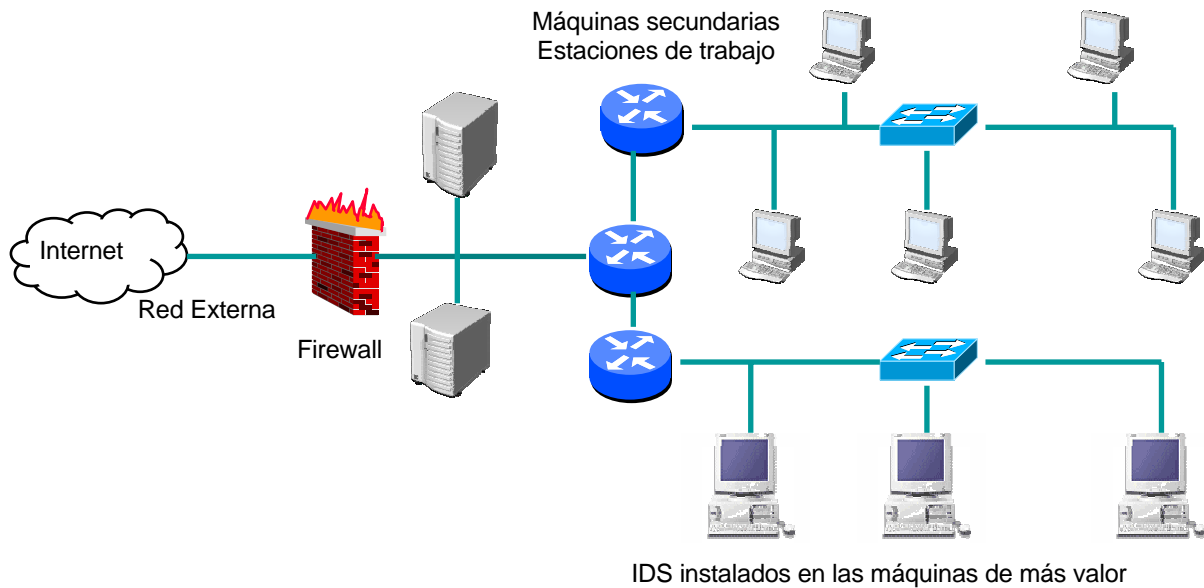 Máquinas secundarias
Estaciones de trabajo
Internet
Red Externa
Firewall
IDS instalados en las máquinas de más valor